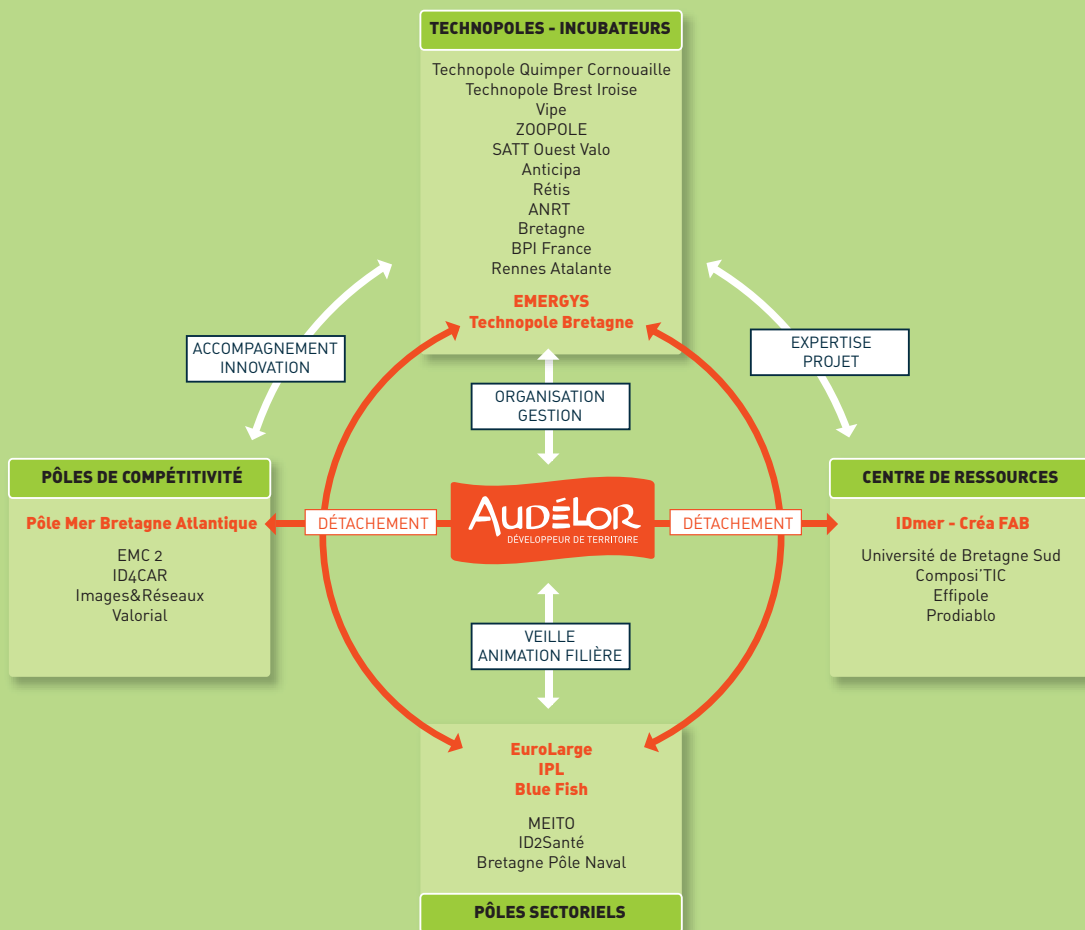 TECHNOPOLES - INCUBATEURS
Technopole Quimper Cornouaille
Technopole Brest Iroise
Vipe
ZOOPOLE
SATT Ouest Valo
Anticipa
Rétis
ANRT
Bretagne
BPI France
Rennes Atalante
EMERGYS
Technopole Bretagne
ACCOMPAGNEMENT
INNOVATION
EXPERTISE
PROJET
ORGANISATION
GESTION
PÔLES DE COMPÉTITIVITÉ
Pôle Mer Bretagne Atlantique
EMC 2
ID4CAR
Images&Réseaux
Valorial
DÉTACHEMENT
AUDÉLOR
DÉVELOPPEUR DE TERRITOIRE
DÉTACHEMENT
CENTRE DE RESSOURCES
IDmer - Créa FAB
Université de Bretagne Sud
Composi'TIC
Effipole
Prodiablo
VEILLE
ANIMATION FILIÈRE
EuroLarge
IPL
Blue Fish
MEITO
ID2Santé
Bretagne Pôle Naval
PÔLES SECTORIELS